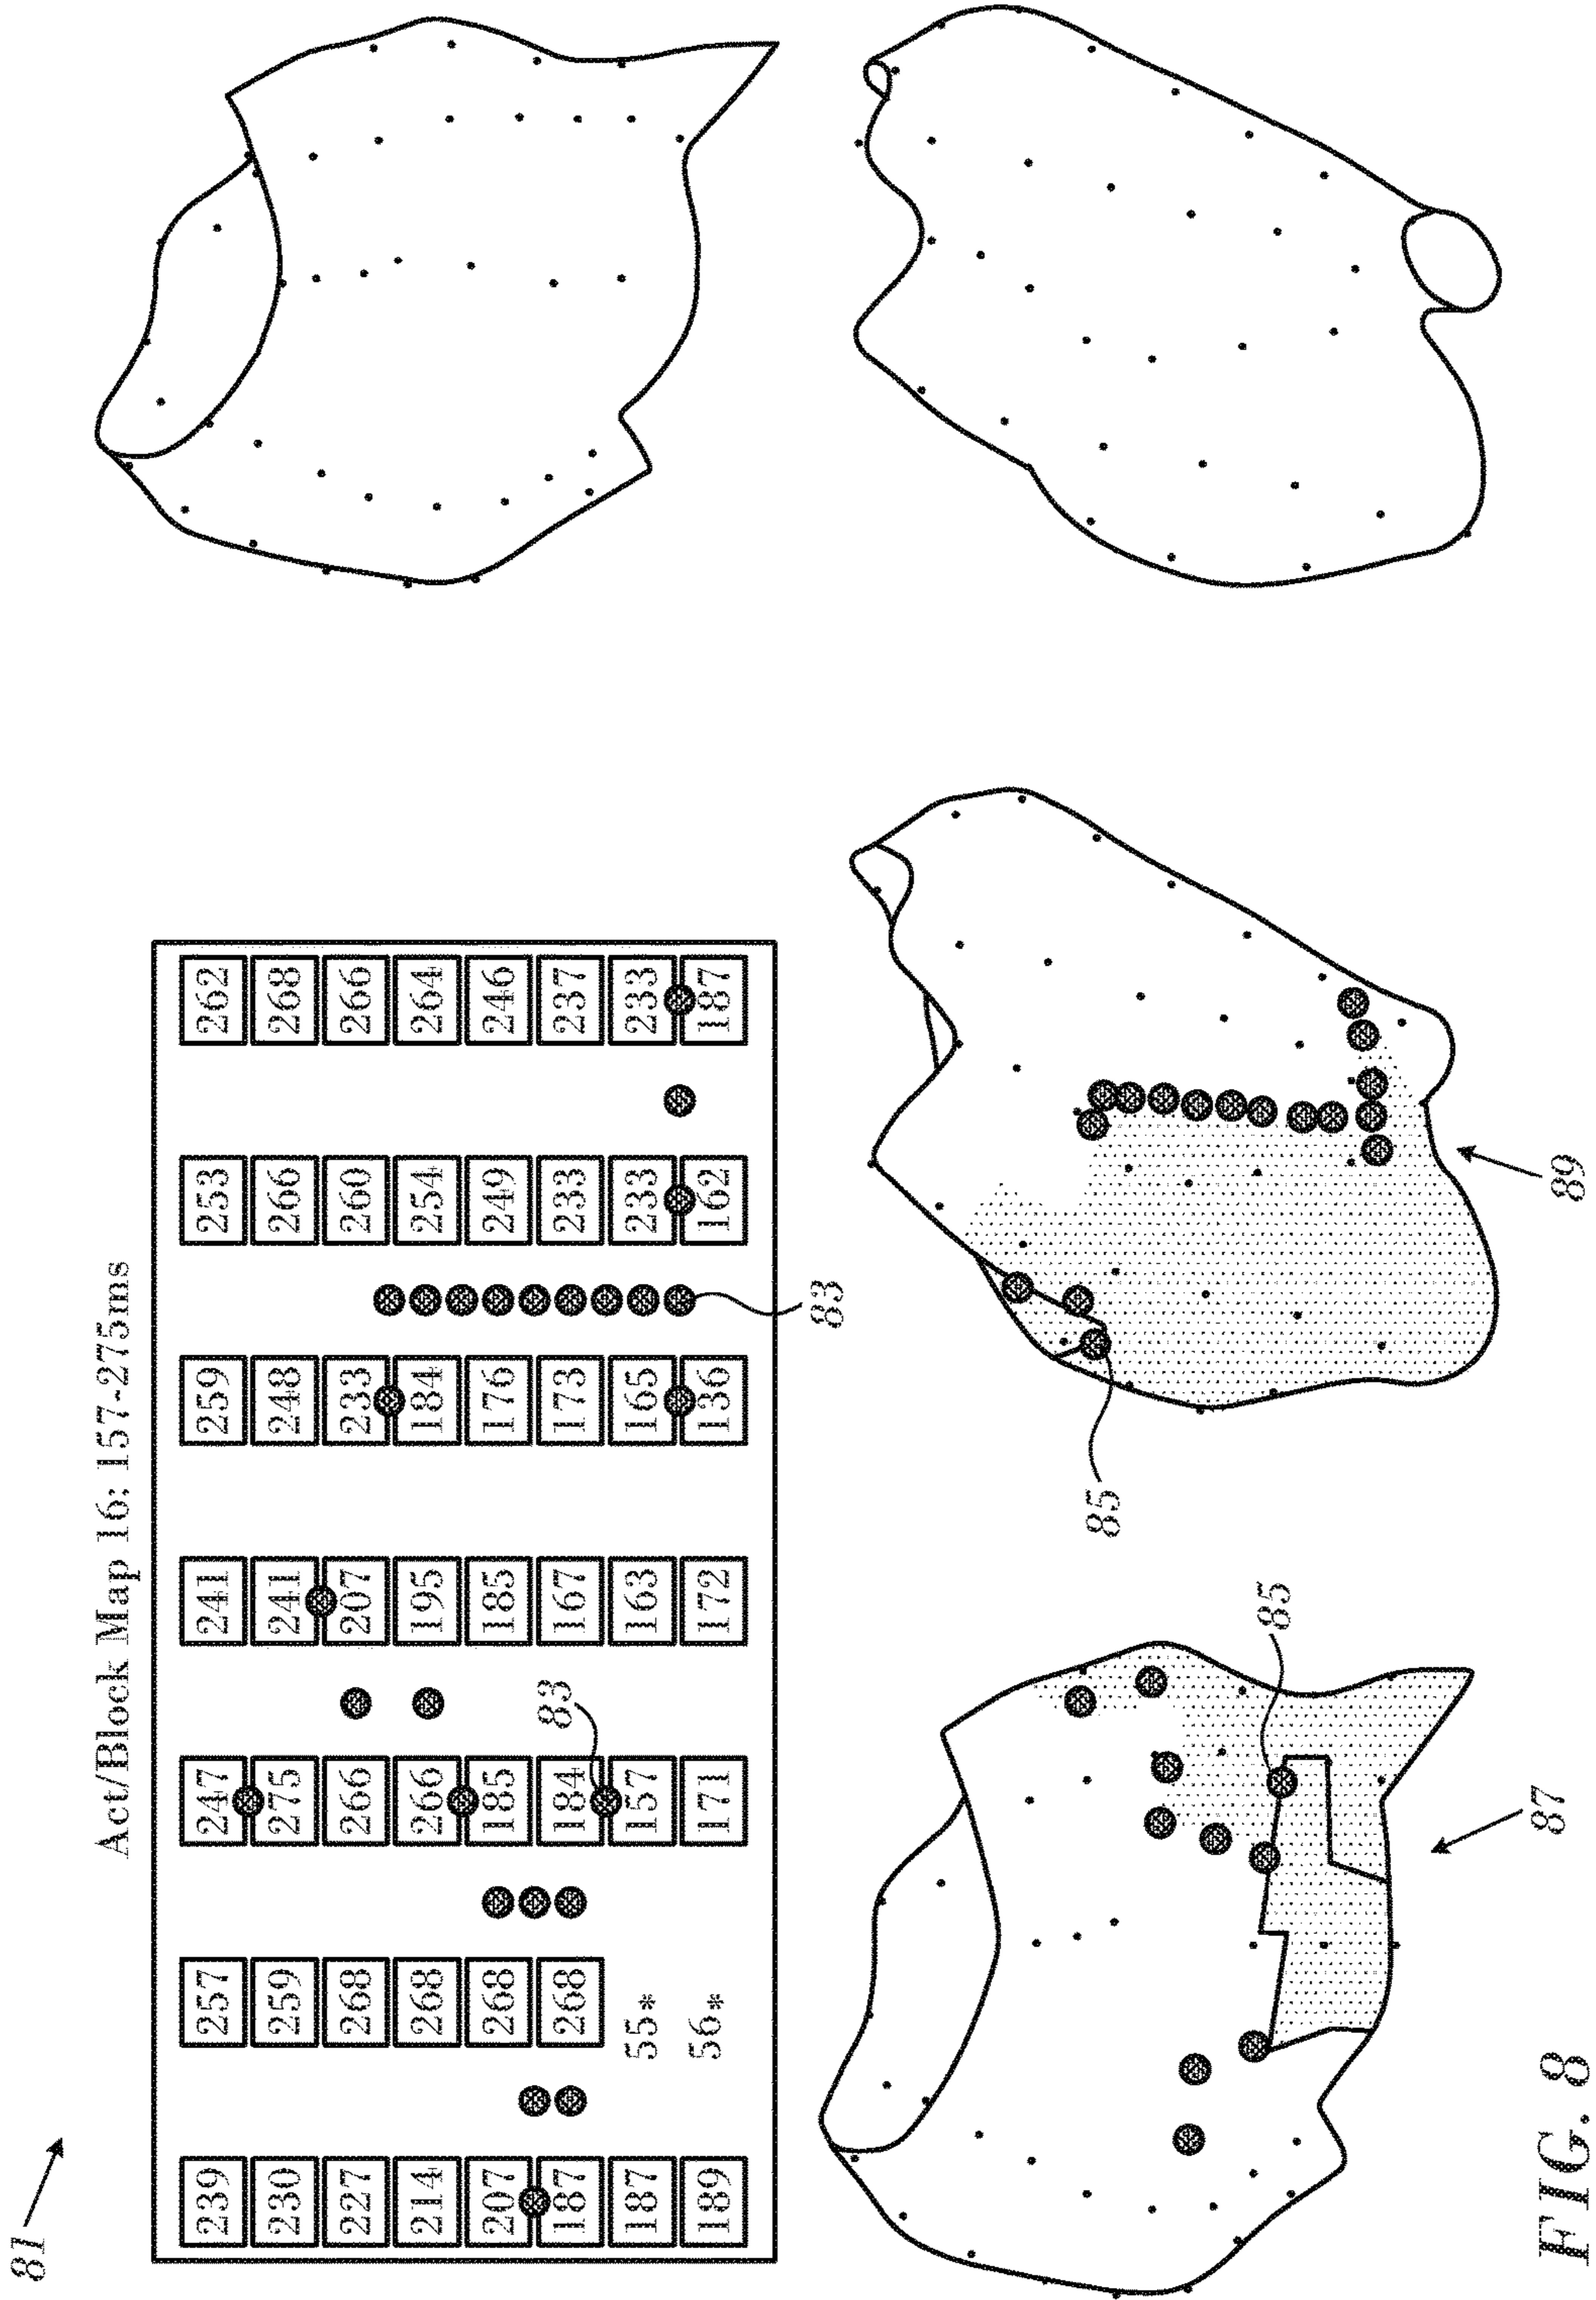 81
Act/Block Map 16; 157-275ms
239 257 247 241 259 253 262
230 259 275 241 248 266 268
227 268 266 207 233 260 266
214 268 266 195 184 254 264
207 268 185 185 176 249 246
83
187 268 184 167 173 233 237
187 55* 157 163 165 233 233
189 56* 171 172 136 162 187
83
85
85
87
89
FIG. 8